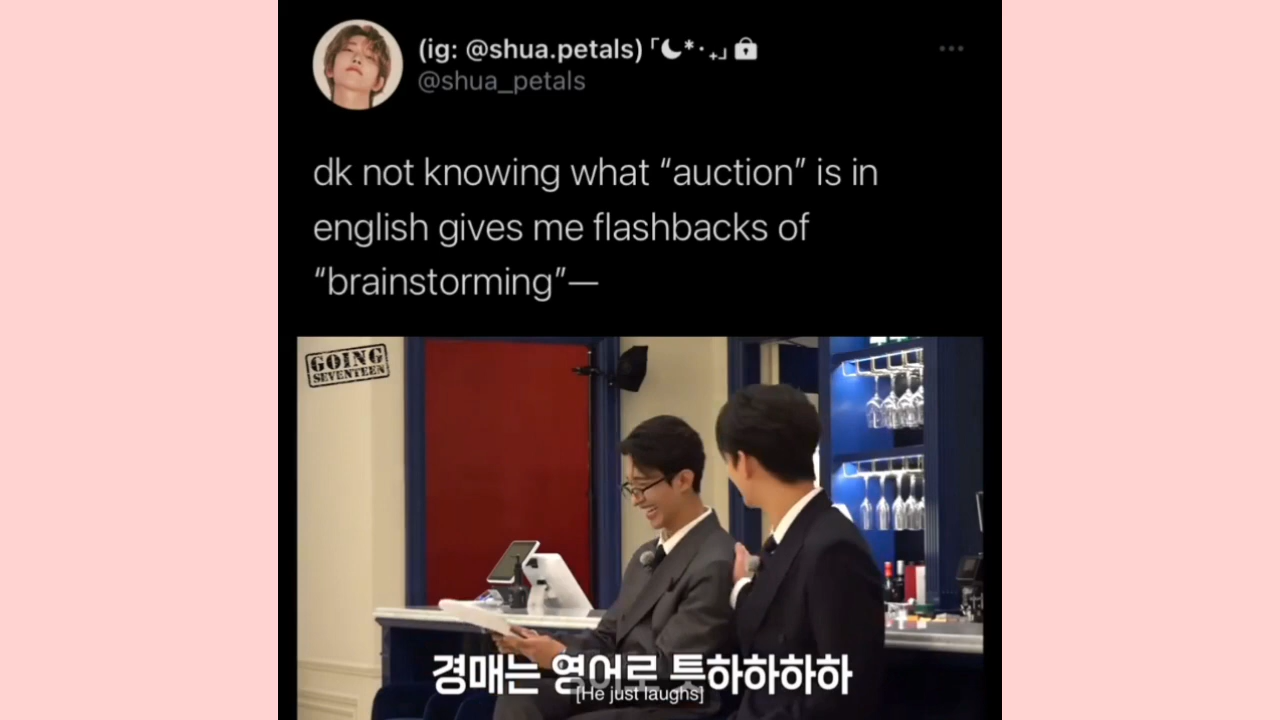 (ig: @shua.petals) ｢☾*·̩͙₊˩ 🔒
@shua_petals
dk not knowing what “auction” is in
english gives me flashbacks of
“brainstorming”—
GOING
SEVENTEEN
경매는 영어로 틋하하하하
[He just laughs]